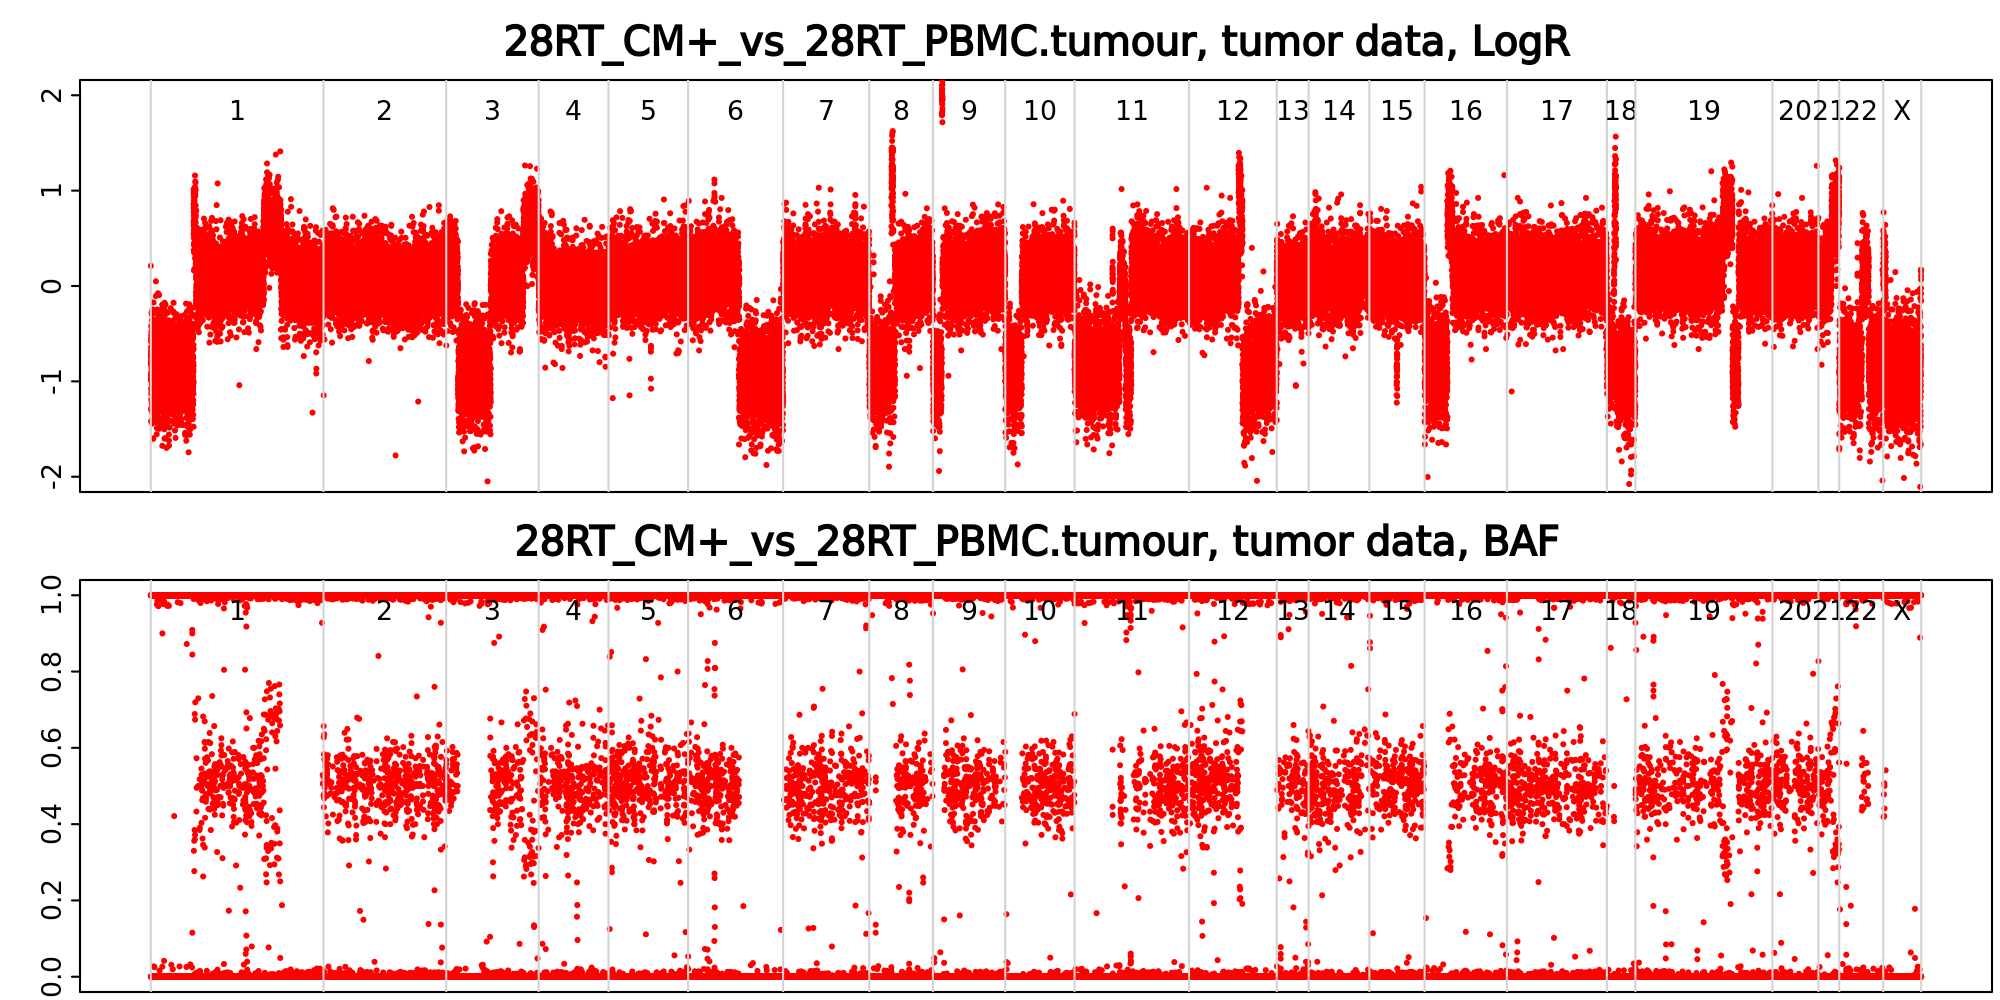 28RT_CM+_vs_28RT_PBMC.tumour, tumor data, LogR
2
1
0
-1
-2
1 2 3 4 5 6 7 8 9 10 11 12 13 14 15 16 17 18 19 20 21 22 X
28RT_CM+_vs_28RT_PBMC.tumour, tumor data, BAF
1.0
0.8
0.6
0.4
0.2
0.0
1 2 3 4 5 6 7 8 9 10 11 12 13 14 15 16 17 18 19 20 21 22 X